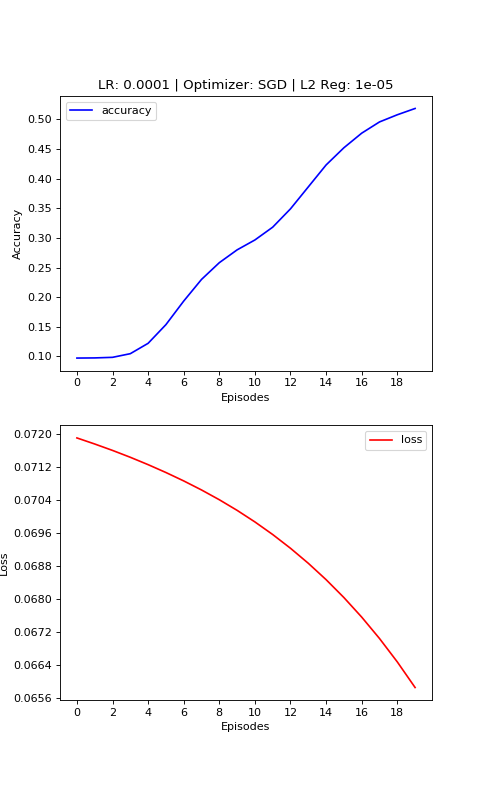 LR: 0.0001 | Optimizer: SGD | L2 Reg: 1e-05
accuracy
0.50
0.45
0.40
0.35
0.30
0.25
0.20
0.15
0.10
Accuracy
0 2 4 6 8 10 12 14 16 18
Episodes
loss
0.0720
0.0712
0.0704
0.0696
0.0688
0.0680
0.0672
0.0664
0.0656
Loss
0 2 4 6 8 10 12 14 16 18
Episodes